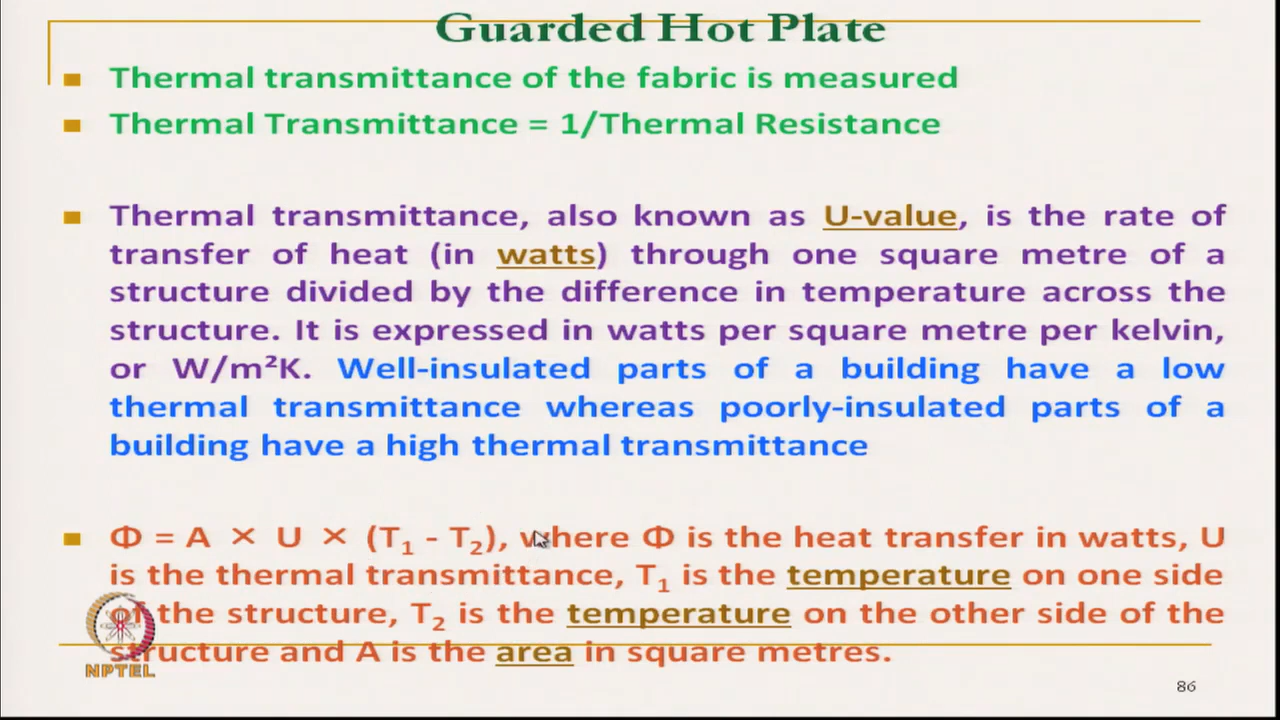 Guarded Hot Plate
Thermal transmittance of the fabric is measured
Thermal Transmittance = 1/Thermal Resistance
Thermal transmittance, also known as U-value, is the rate of
transfer of heat (in watts) through one square metre of a
structure divided by the difference in temperature across the
structure. It is expressed in watts per square metre per kelvin,
or W/m²K. Well-insulated parts of a building have a low
thermal transmittance whereas poorly-insulated parts of a
building have a high thermal transmittance
Φ = A × U × (T₁ - T₂), where Φ is the heat transfer in watts, U
is the thermal transmittance, T₁ is the temperature on one side
of the structure, T₂ is the temperature on the other side of the
structure and A is the area in square metres.
NPTEL
86